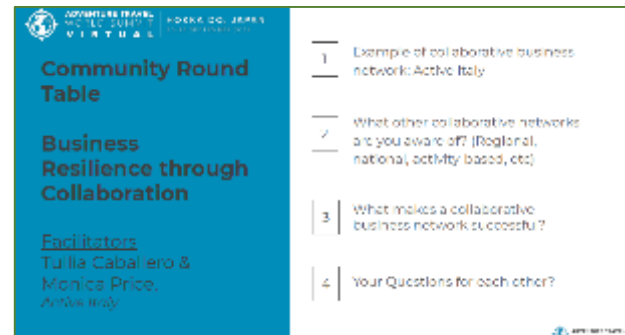 ADVENTURE TRAVEL
WORLD SUMMIT
VIRTUAL
HOKKAIDO, JAPAN
Community Round
Table
Business
Resilience through
Collaboration
Facilitators
Tullia Caballero &
Monica Price,
Active Italy
1
Example of collaborative business
network: Active Italy
2
What other collaborative networks
are you aware of? (Regional,
national, activity based, etc)
3
What makes a collaborative
business network successful?
4
Your Questions for each other?